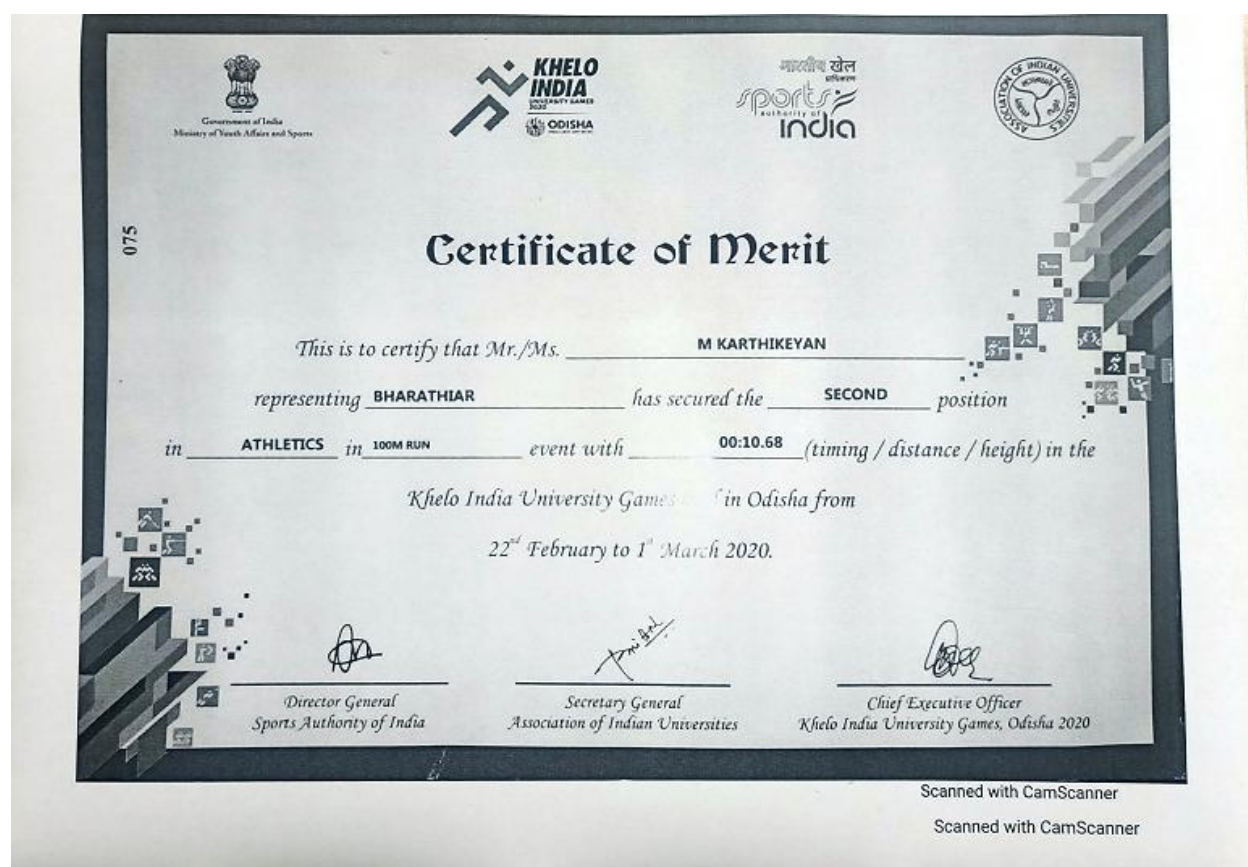 Government of India
Ministry of Youth Affairs and Sports
KHELO
INDIA
UNIVERSITY GAMES
2020
ODISHA
भारतीय खेल
प्राधिकरण
sports
authority of
india
ASSOCIATION OF INDIAN UNIVERSITIES
075
Certificate of Merit
This is to certify that Mr./Ms. M KARTHIKEYAN
representing BHARATHIAR has secured the SECOND position
in ATHLETICS in 100M RUN event with 00:10.68 (timing / distance / height) in the
Khelo India University Games in Odisha from
22nd February to 1st March 2020.
Director General
Sports Authority of India
Secretary General
Association of Indian Universities
Chief Executive Officer
Khelo India University Games, Odisha 2020
Scanned with CamScanner
Scanned with CamScanner